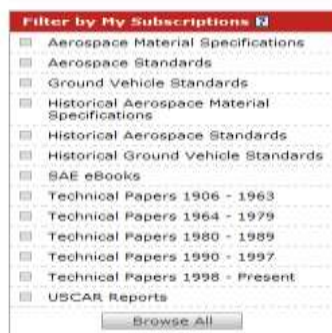 Filter by My Subscriptions ?
Aerospace Material Specifications
Aerospace Standards
Ground Vehicle Standards
Historical Aerospace Material
Specifications
Historical Aerospace Standards
Historical Ground Vehicle Standards
SAE eBooks
Technical Papers 1906 - 1963
Technical Papers 1964 - 1979
Technical Papers 1980 - 1989
Technical Papers 1990 - 1997
Technical Papers 1998 - Present
USCAR Reports
Browse All